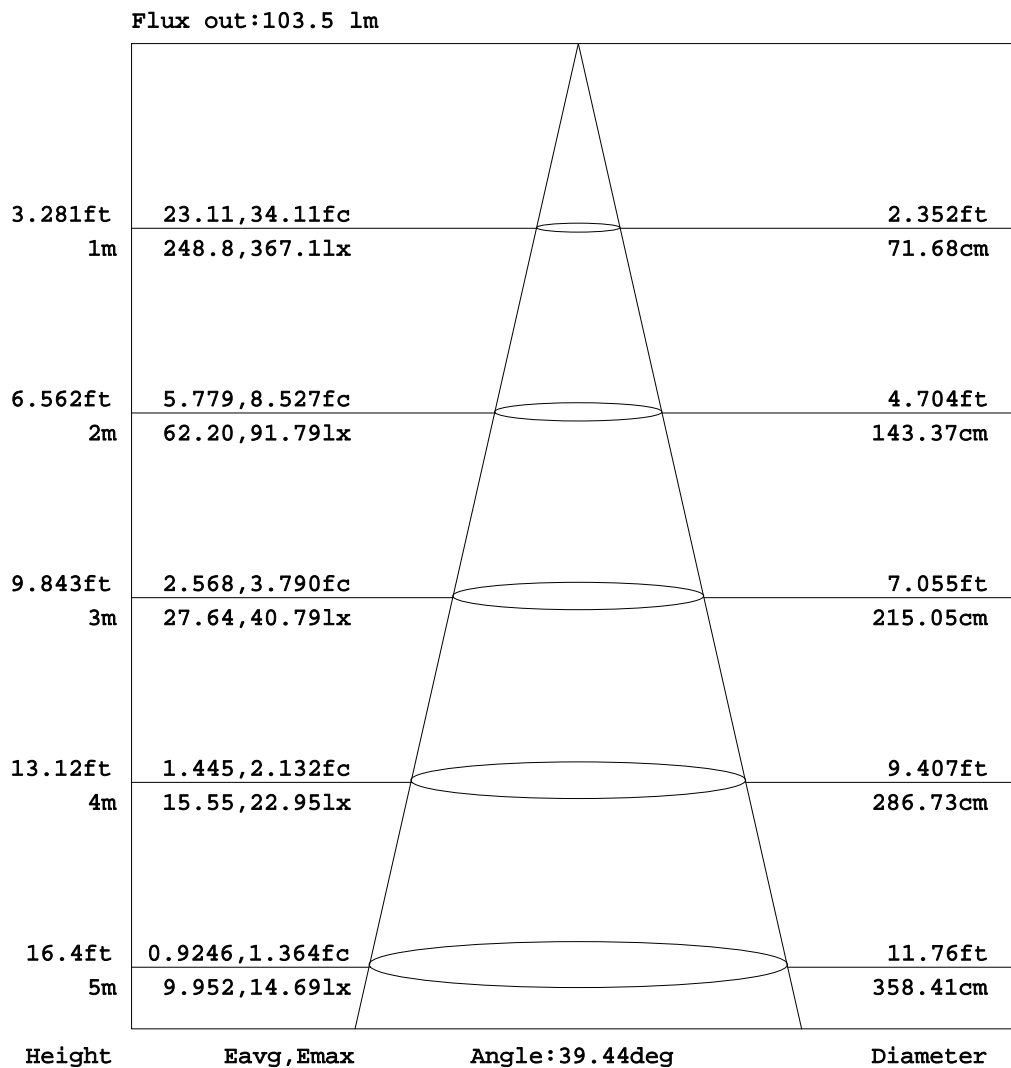 Flux out:103.5 lm
3.281ft 23.11,34.11fc 2.352ft
1m 248.8,367.1lx 71.68cm
6.562ft 5.779,8.527fc 4.704ft
2m 62.20,91.79lx 143.37cm
9.843ft 2.568,3.790fc 7.055ft
3m 27.64,40.79lx 215.05cm
13.12ft 1.445,2.132fc 9.407ft
4m 15.55,22.95lx 286.73cm
16.4ft 0.9246,1.364fc 11.76ft
5m 9.952,14.69lx 358.41cm
Height Eavg,Emax Angle:39.44deg Diameter